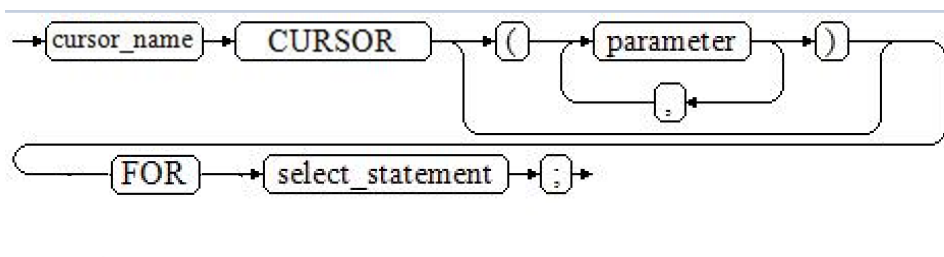 cursor_name CURSOR ( parameter )
,
FOR select_statement ;